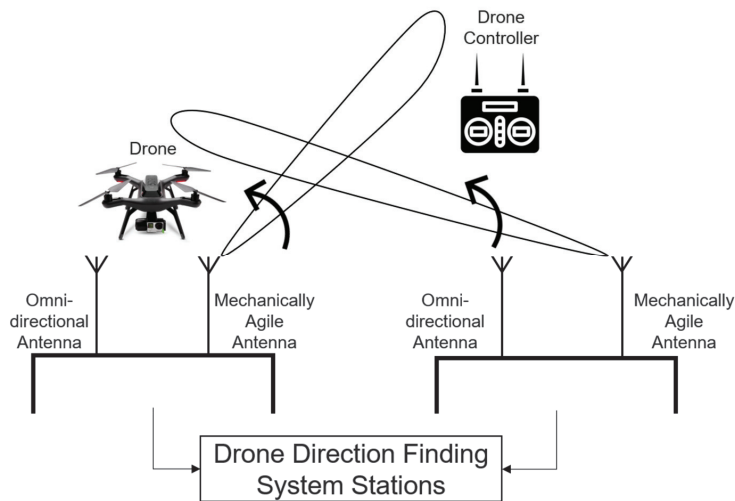 Drone
Controller
Drone
Omni-
directional
Antenna
Mechanically
Agile
Antenna
Omni-
directional
Antenna
Mechanically
Agile
Antenna
Drone Direction Finding
System Stations